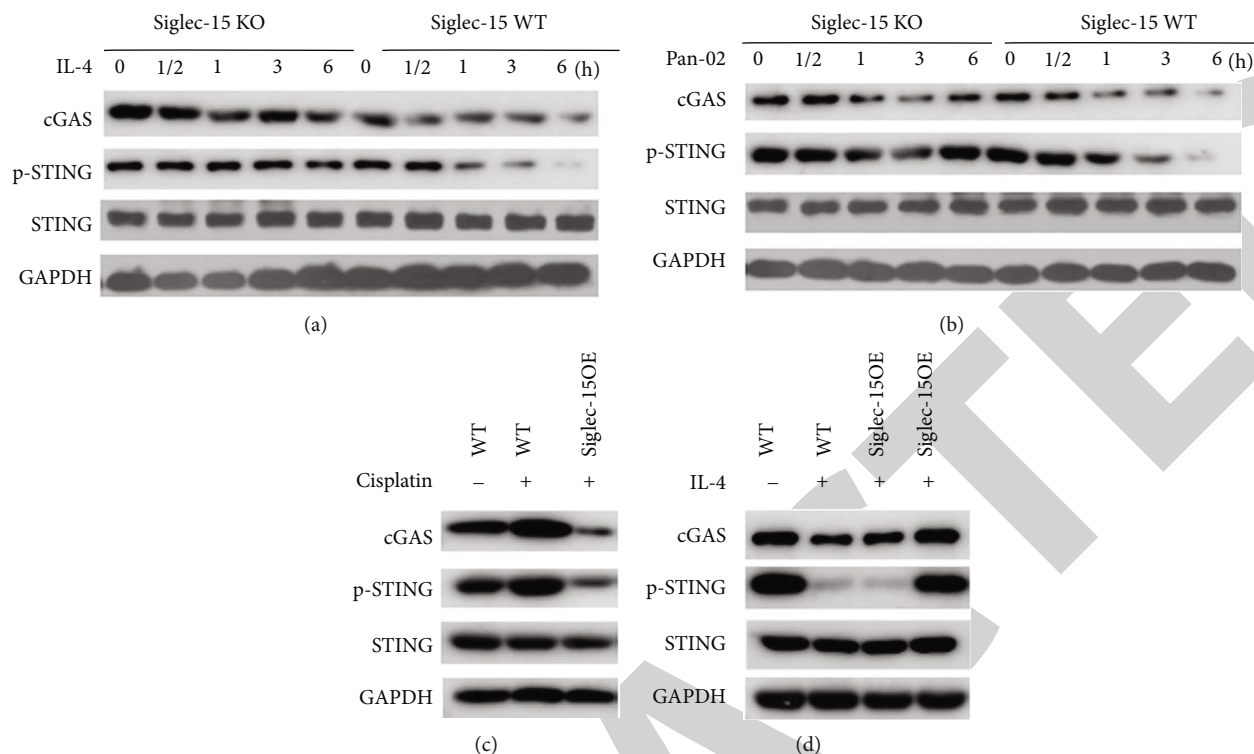 Siglec-15 KO Siglec-15 WT
IL-4 0 1/2 1 3 6 0 1/2 1 3 6 (h)
cGAS
p-STING
STING
GAPDH
(a)
Siglec-15 KO Siglec-15 WT
Pan-02 0 1/2 1 3 6 0 1/2 1 3 6 (h)
cGAS
p-STING
STING
GAPDH
(b)
WT WT Siglec-15OE
Cisplatin – + +
cGAS
p-STING
STING
GAPDH
(c)
WT WT Siglec-15OE Siglec-15OE
IL-4 – + + +
cGAS
p-STING
STING
GAPDH
(d)